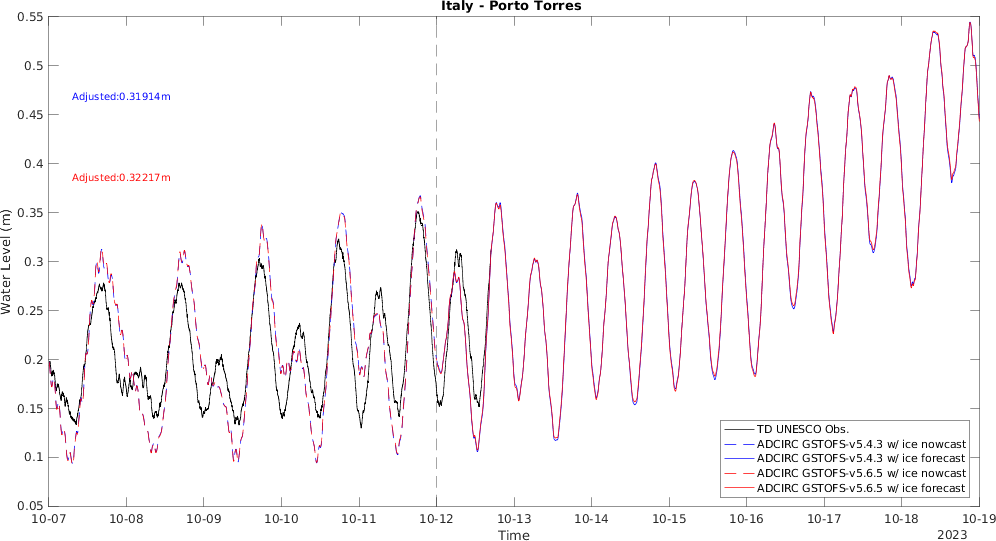 Italy - Porto Torres
0.55
0.5
0.45
0.4
0.35
0.3
0.25
0.2
0.15
0.1
0.05
Water Level (m)
Adjusted:0.31914m
Adjusted:0.32217m
TD UNESCO Obs.
ADCIRC GSTOFS-v5.4.3 w/ ice nowcast
ADCIRC GSTOFS-v5.4.3 w/ ice forecast
ADCIRC GSTOFS-v5.6.5 w/ ice nowcast
ADCIRC GSTOFS-v5.6.5 w/ ice forecast
10-07 10-08 10-09 10-10 10-11 10-12 10-13 10-14 10-15 10-16 10-17 10-18 10-19
Time
2023